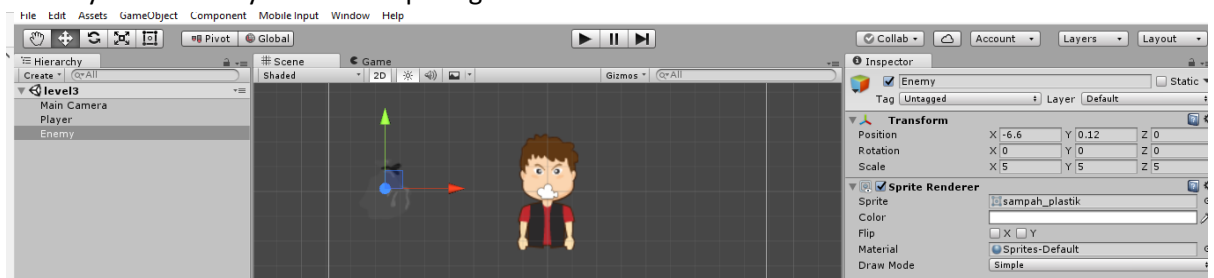 File Edit Assets GameObject Component Mobile Input Window Help
Pivot Global Collab Account Layers Layout
Hierarchy
Create All
level3
Main Camera
Player
Enemy
Scene Game
Shaded 2D Gizmos All
Inspector
Enemy Static
Tag Untagged Layer Default
Transform
Position X -6.6 Y 0.12 Z 0
Rotation X 0 Y 0 Z 0
Scale X 5 Y 5 Z 5
Sprite Renderer
Sprite sampah_plastik
Color
Flip X Y
Material Sprites-Default
Draw Mode Simple